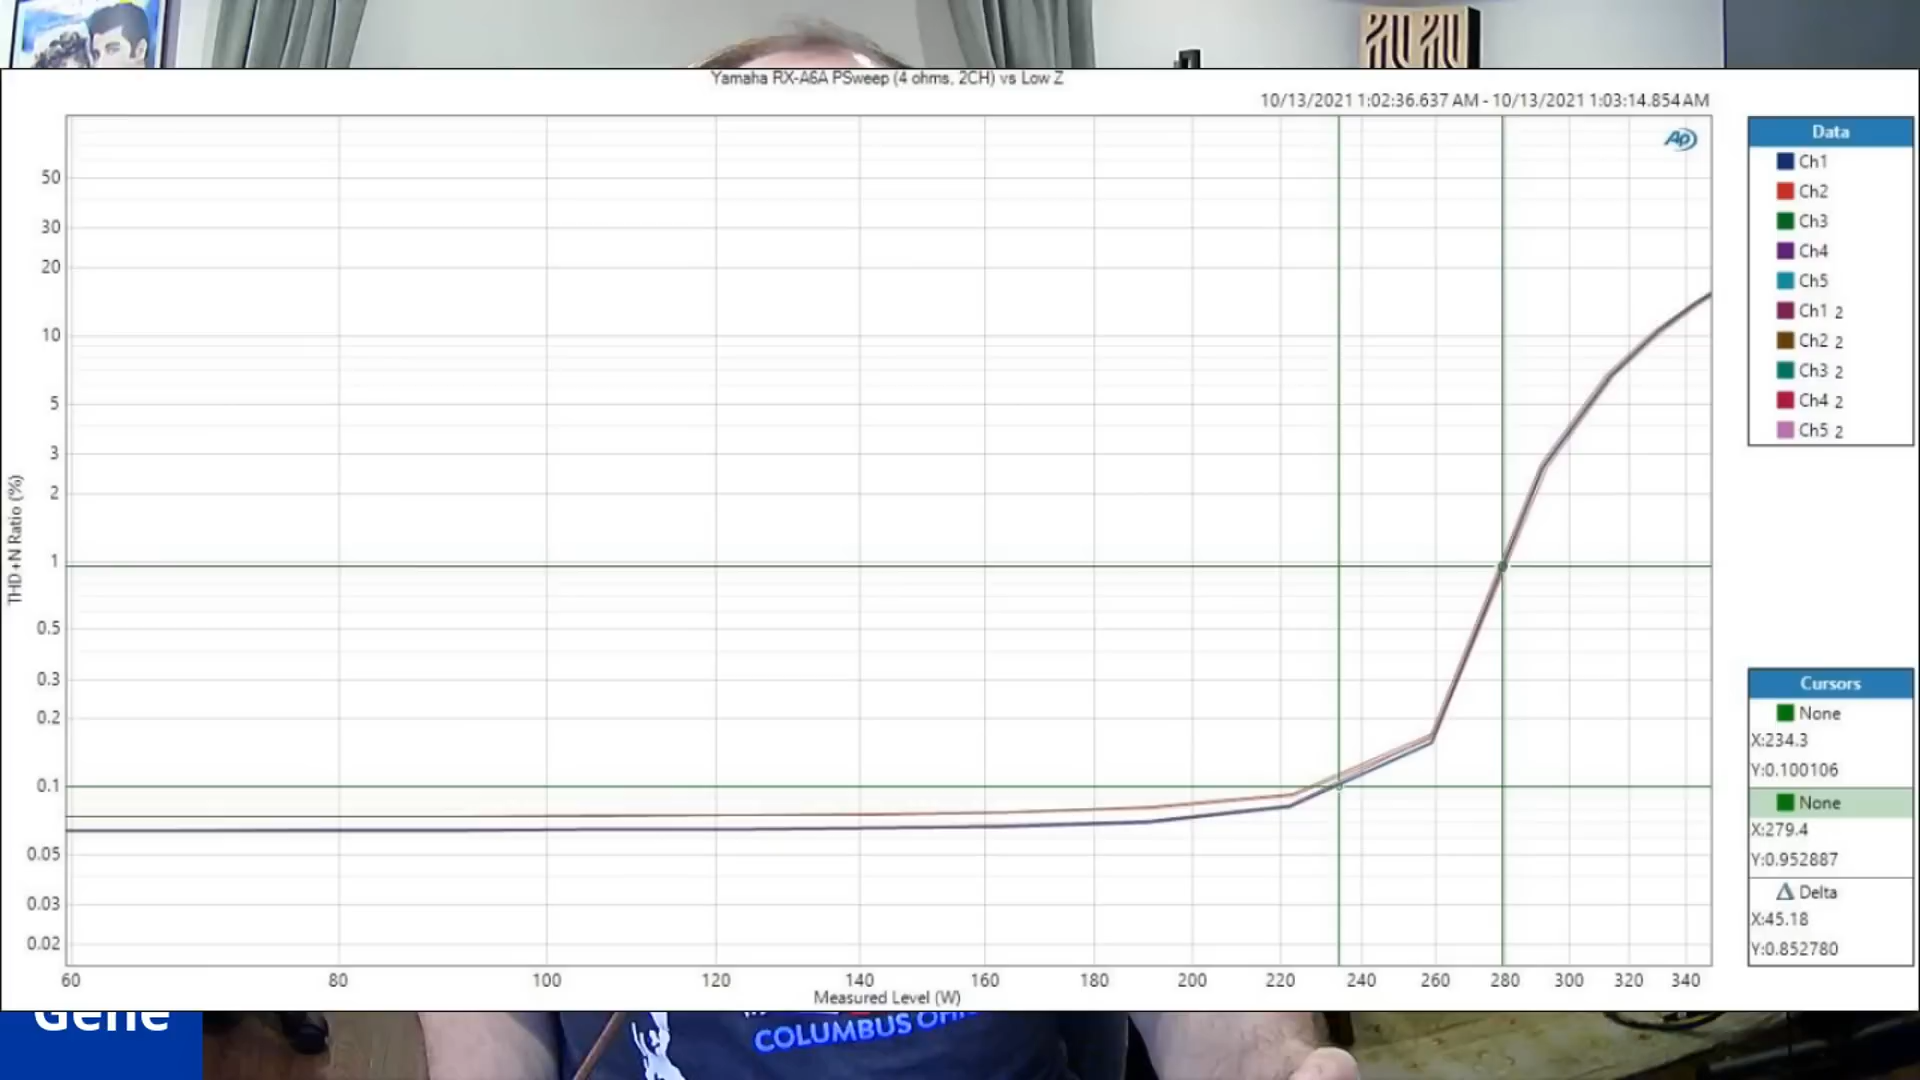 Yamaha RX-A6A PSweep (4 ohms, 2CH) vs Low Z
10/13/2021 1:02:36.637 AM - 10/13/2021 1:03:14.854 AM
AP
THD+N Ratio (%)
50
30
20
10
5
3
2
1
0.5
0.3
0.2
0.1
0.05
0.03
0.02
60 80 100 120 140 160 180 200 220 240 260 280 300 320 340
Measured Level (W)
Data
Ch1
Ch2
Ch3
Ch4
Ch5
Ch1 2
Ch2 2
Ch3 2
Ch4 2
Ch5 2
Cursors
None
X:234.3
Y:0.100106
None
X:279.4
Y:0.952887
Delta
X:45.18
Y:0.852780
Gene
COLUMBUS OHIO